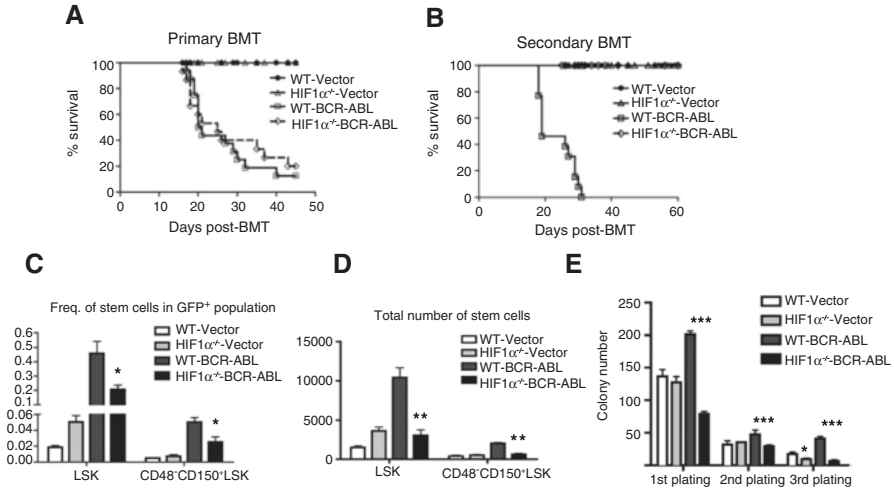 A
Primary BMT
% survival
100
80
60
40
20
0
0 10 20 30 40 50
Days post-BMT
WT-Vector
HIF1α-/--Vector
WT-BCR-ABL
HIF1α-/--BCR-ABL
B
Secondary BMT
% survival
100
80
60
40
20
0
0 20 40 60
Days post-BMT
WT-Vector
HIF1α-/--Vector
WT-BCR-ABL
HIF1α-/--BCR-ABL
C
Freq. of stem cells in GFP+ population
0.6
0.5
0.4
0.3
0.2
0.1
0.06
0.04
0.02
0.00
WT-Vector
HIF1α-/--Vector
WT-BCR-ABL
HIF1α-/--BCR-ABL
*
*
LSK CD48-CD150+LSK
D
Total number of stem cells
15000
10000
5000
0
WT-Vector
HIF1α-/--Vector
WT-BCR-ABL
HIF1α-/--BCR-ABL
**
**
LSK CD48-CD150+LSK
E
Colony number
250
200
150
100
50
WT-Vector
HIF1α-/--Vector
WT-BCR-ABL
HIF1α-/--BCR-ABL
***
***
*
***
1st plating 2nd plating 3rd plating